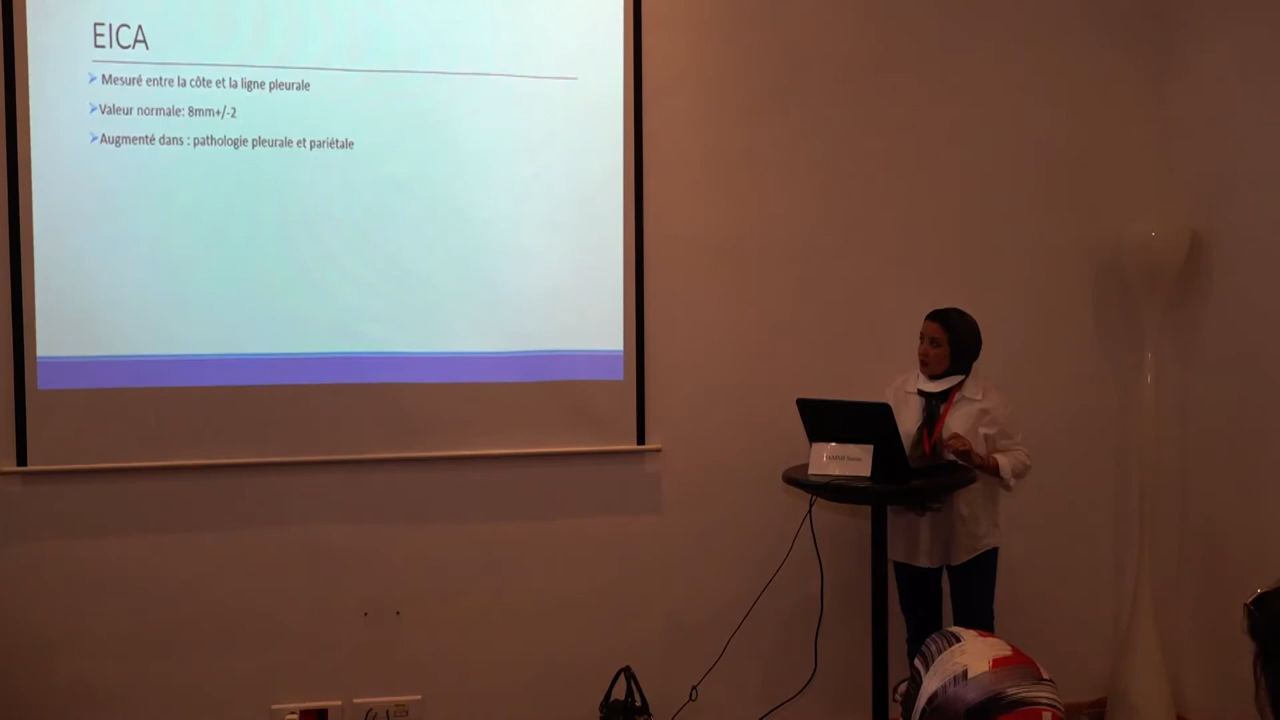 EICA
Mesuré entre la côte et la ligne pleurale
Valeur normale: 8mm+/-2
Augmenté dans : pathologie pleurale et pariétale